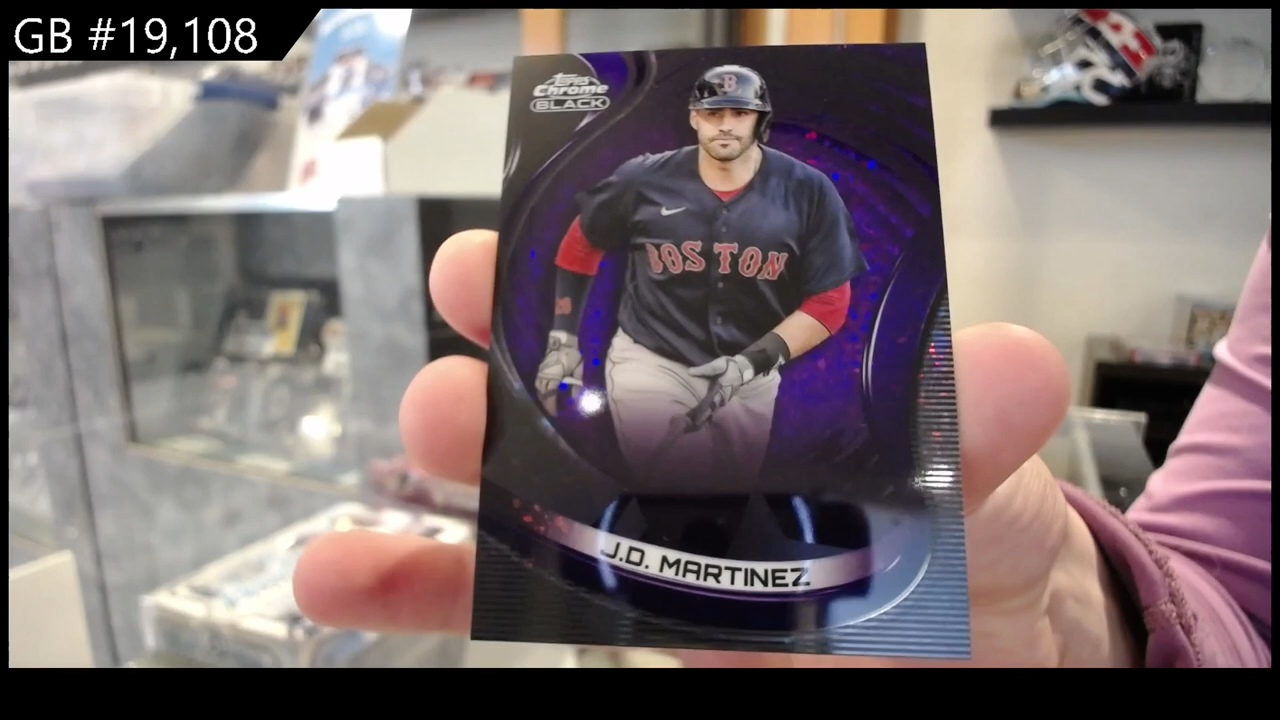 GB #19,108
Topps
Chrome
BLACK
B
BOSTON
J.D. MARTINEZ